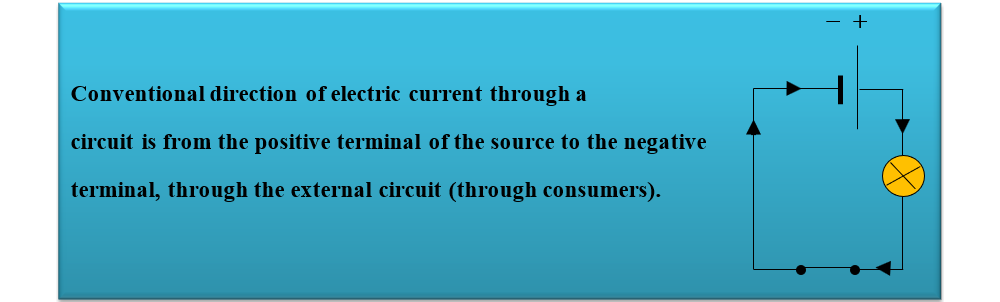 − +
Conventional direction of electric current through a
circuit is from the positive terminal of the source to the negative
terminal, through the external circuit (through consumers).